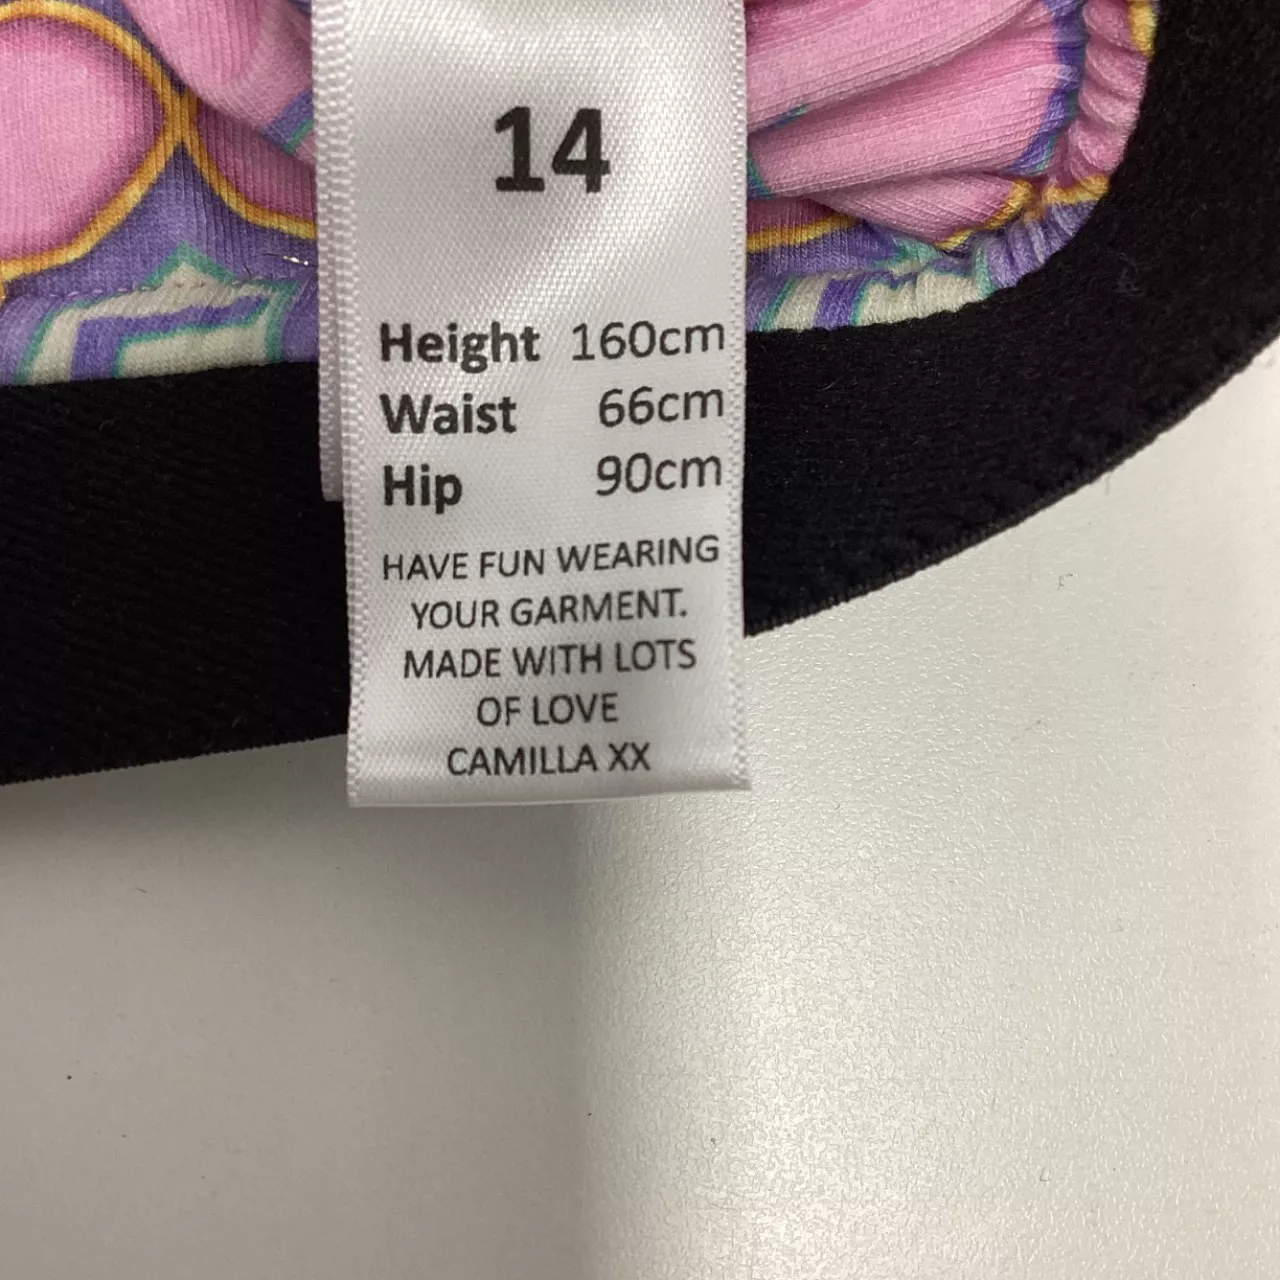 14
Height 160cm
Waist 66cm
Hip 90cm
HAVE FUN WEARING
YOUR GARMENT.
MADE WITH LOTS
OF LOVE
CAMILLA XX